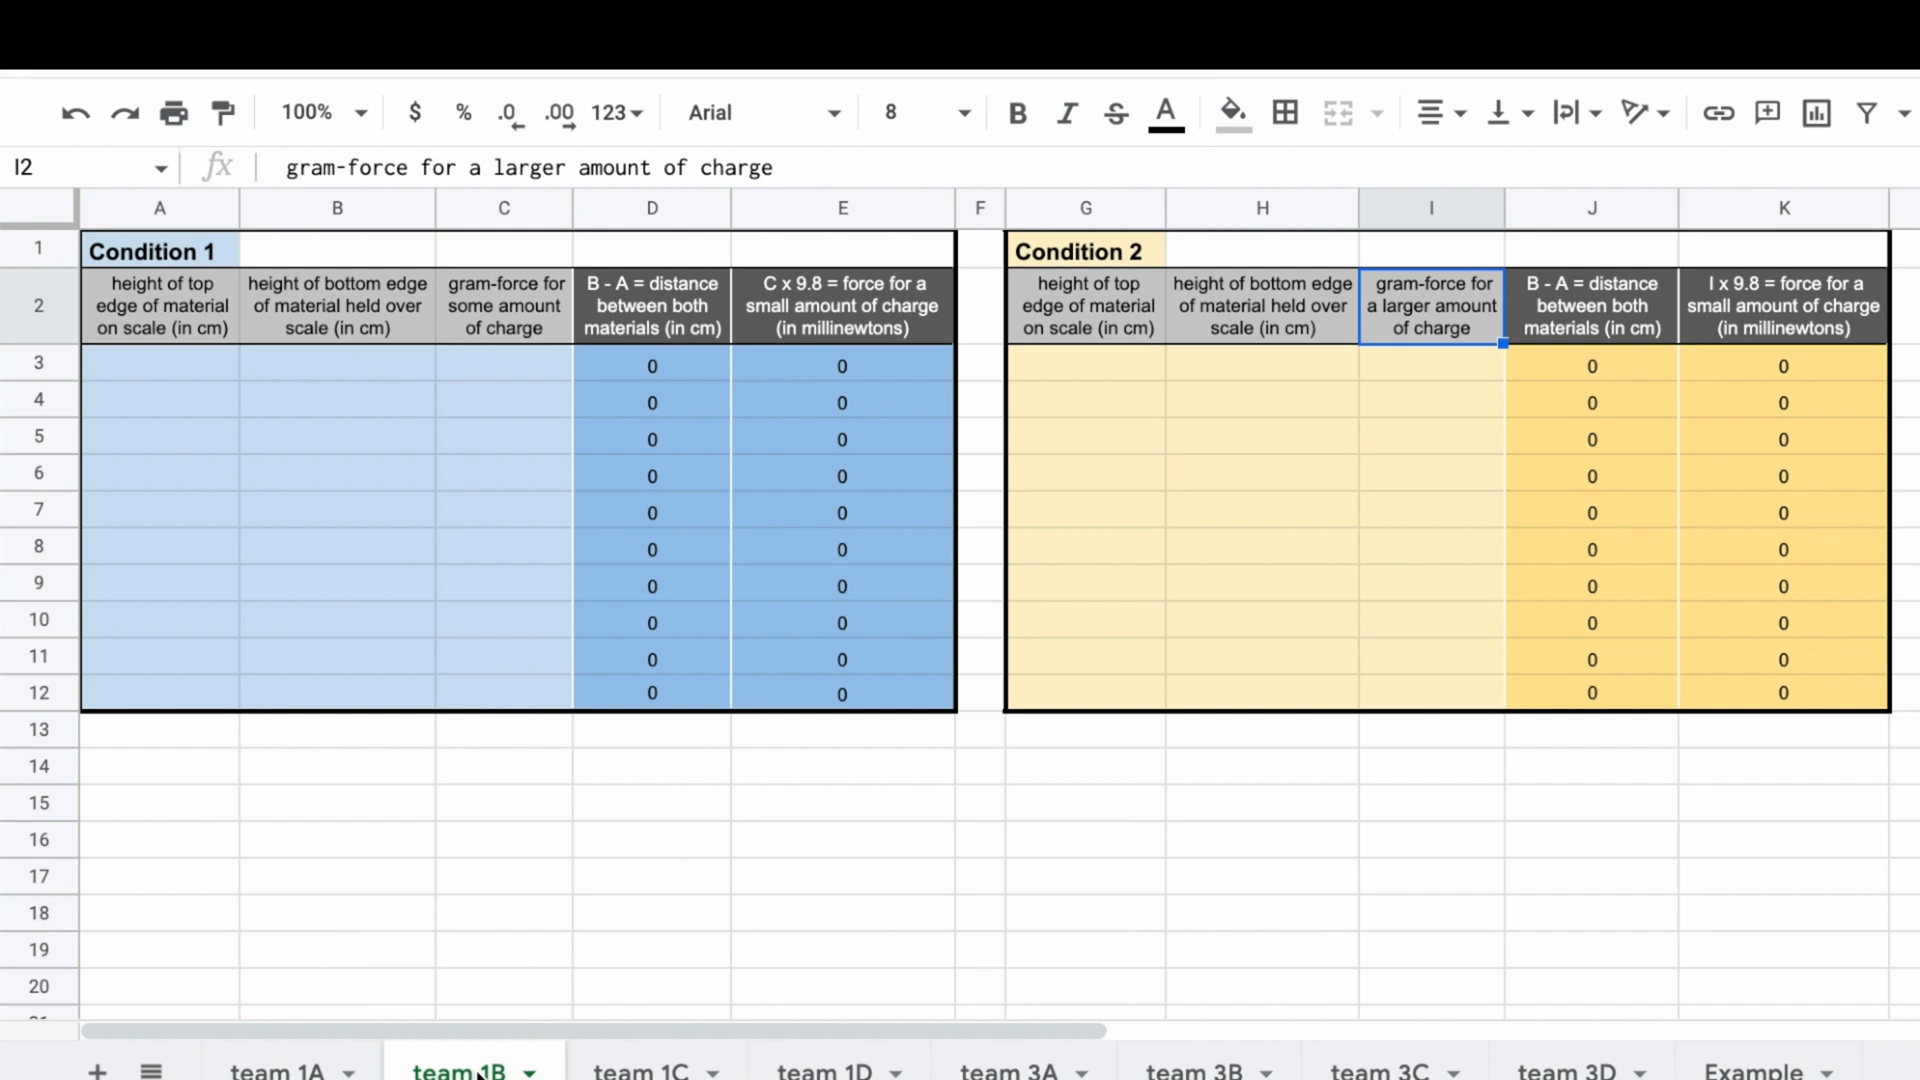 100% $ % .0 .00 123 Arial 8 B I S A
I2 fx gram-force for a larger amount of charge
A B C D E F G H I J K
1 Condition 1 Condition 2
2
height of top
edge of material
on scale (in cm)
height of bottom edge
of material held over
scale (in cm)
gram-force for
some amount
of charge
B - A = distance
between both
materials (in cm)
C x 9.8 = force for a
small amount of charge
(in millinewtons)
height of top
edge of material
on scale (in cm)
height of bottom edge
of material held over
scale (in cm)
gram-force for
a larger amount
of charge
B - A = distance
between both
materials (in cm)
I x 9.8 = force for a
small amount of charge
(in millinewtons)
3 0 0 0 0
4 0 0 0 0
5 0 0 0 0
6 0 0 0 0
7 0 0 0 0
8 0 0 0 0
9 0 0 0 0
10 0 0 0 0
11 0 0 0 0
12 0 0 0 0
13
14
15
16
17
18
19
20
team 1A team 1B team 1C team 1D team 3A team 3B team 3C team 3D Example